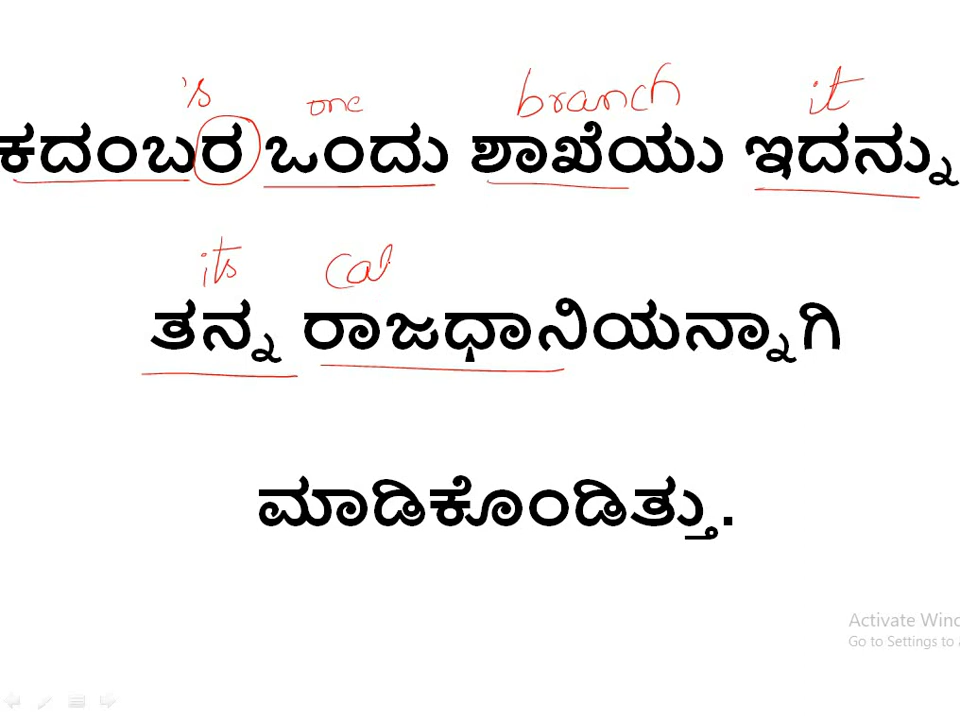 's one branch it
ಕದಂಬರ ಒಂದು ಶಾಖೆಯು ಇದನ್ನು
its cal
ತನ್ನ ರಾಜಧಾನಿಯನ್ನಾಗಿ
ಮಾಡಿಕೊಂಡಿತ್ತು.
Activate Wind
Go to Settings to a